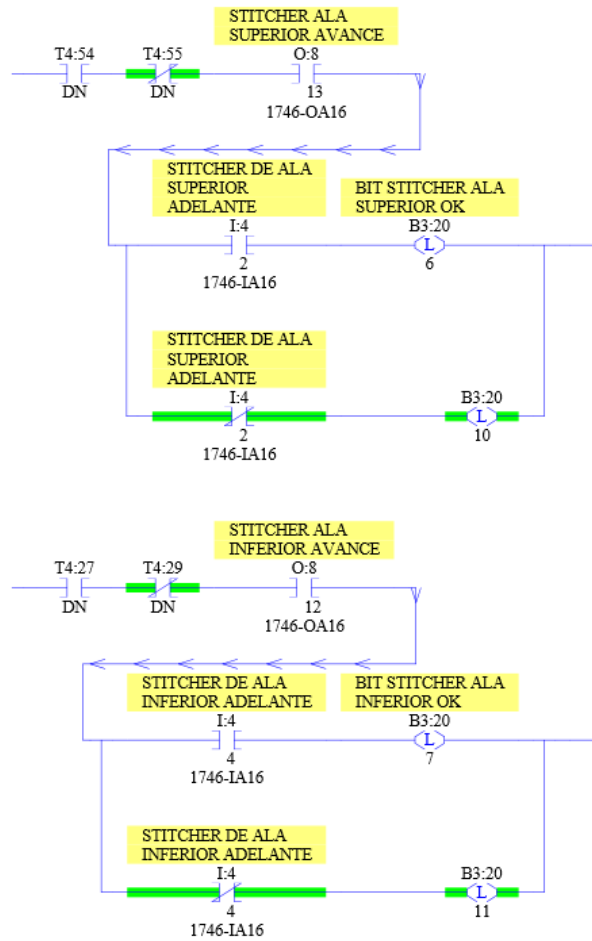 STITCHER ALA
SUPERIOR AVANCE
T4:54 T4:55 O:8
DN DN 13
1746-OA16
STITCHER DE ALA
SUPERIOR
ADELANTE
BIT STITCHER ALA
SUPERIOR OK
I:4 B3:20
L
2 6
1746-IA16
STITCHER DE ALA
SUPERIOR
ADELANTE
I:4 B3:20
L
2 10
1746-IA16
STITCHER ALA
INFERIOR AVANCE
T4:27 T4:29 O:8
DN DN 12
1746-OA16
STITCHER DE ALA
INFERIOR ADELANTE
BIT STITCHER ALA
INFERIOR OK
I:4 B3:20
L
4 7
1746-IA16
STITCHER DE ALA
INFERIOR ADELANTE
I:4 B3:20
L
4 11
1746-IA16